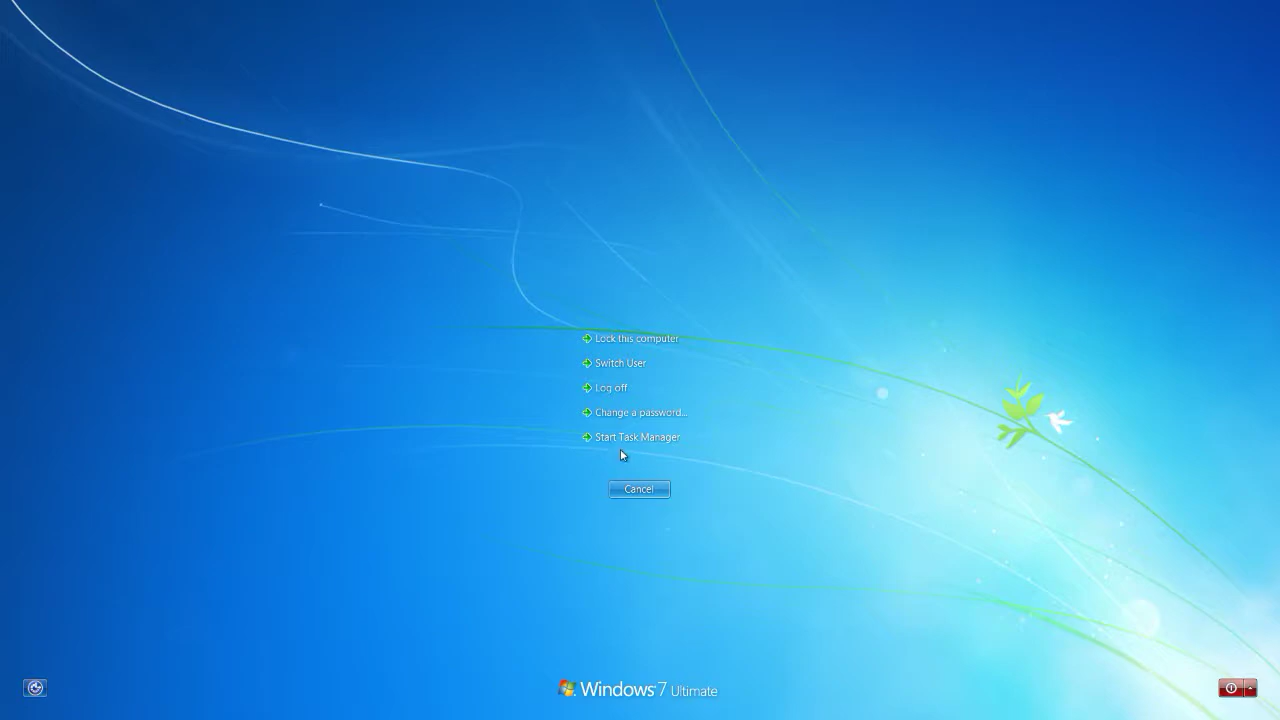 Lock this computer
Switch User
Log off
Change a password...
Start Task Manager
Cancel
Windows 7 Ultimate